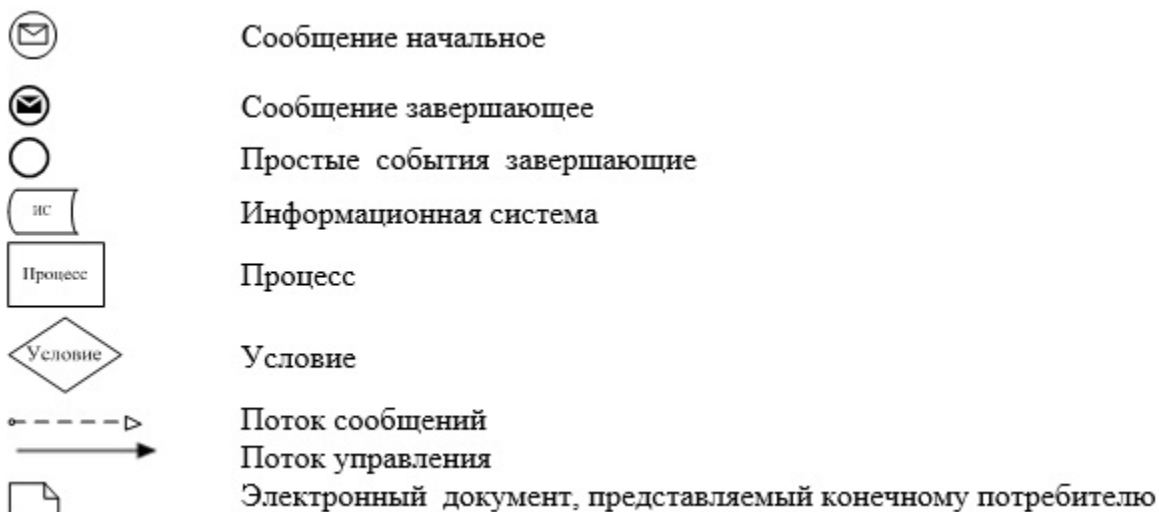 Сообщение начальное
Сообщение завершающее
Простые события завершающие
ИС Информационная система
Процесс Процесс
Условие Условие
Поток сообщений
Поток управления
Электронный документ, представляемый конечному потребителю